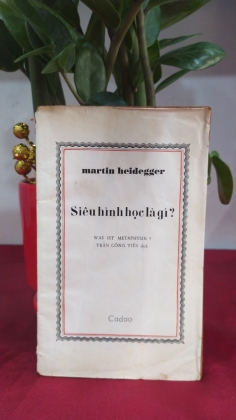 martin heidegger
Siêu hình học là gì?
WAS IST METAPHYSIK ?
TRẦN CÔNG TIẾN dịch
Cadao